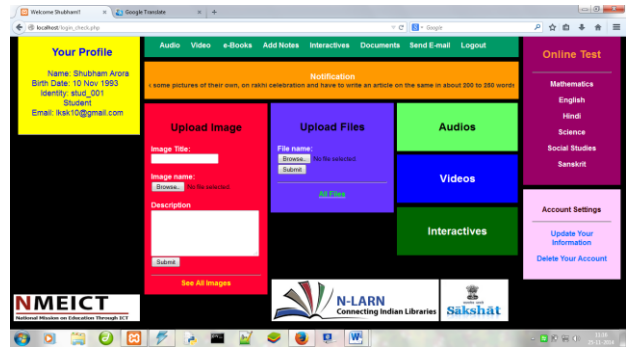 Welcome Shubham!!
Google Translate
localhost/login_check.php
Google
Your Profile
Name: Shubham Arora
Birth Date: 10 Nov 1993
Identity: stud_001
Student
Email: lksk10@gmail.com
Audio Video e-Books Add Notes Interactives Documents Send E-mail Logout
Notification
some pictures of their own, on rakhi celebration and have to write an article on the same in about 200 to 250 words
Upload Image
Image Title:
Image name:
Browse.. No file selected.
Description
Submit
See All Images
Upload Files
File name:
Browse.. No file selected.
Submit
All Files
Audios
Videos
Interactives
Online Test
Mathematics
English
Hindi
Science
Social Studies
Sanskrit
Account Settings
Update Your
Information
Delete Your Account
NMEICT
National Mission on Education Through ICT
N-LARN
Connecting Indian Libraries
Sākshāt